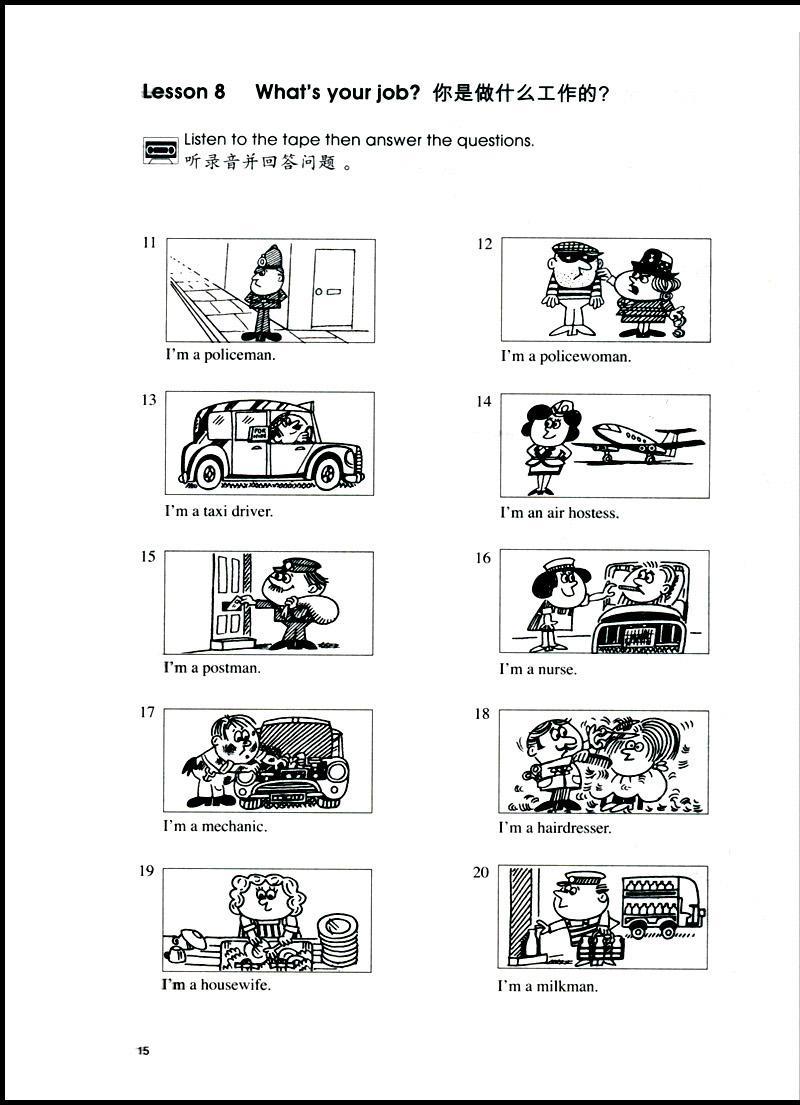 Lesson 8 What's your job? 你是做什么工作的?
Listen to the tape then answer the questions.
听录音并回答问题 。
11
12
I'm a policeman.
I'm a policewoman.
13
14
FOR HIRE
I'm a taxi driver.
I'm an air hostess.
15
16
I'm a postman.
I'm a nurse.
17
18
I'm a mechanic.
I'm a hairdresser.
19
20
I'm a housewife.
I'm a milkman.
15